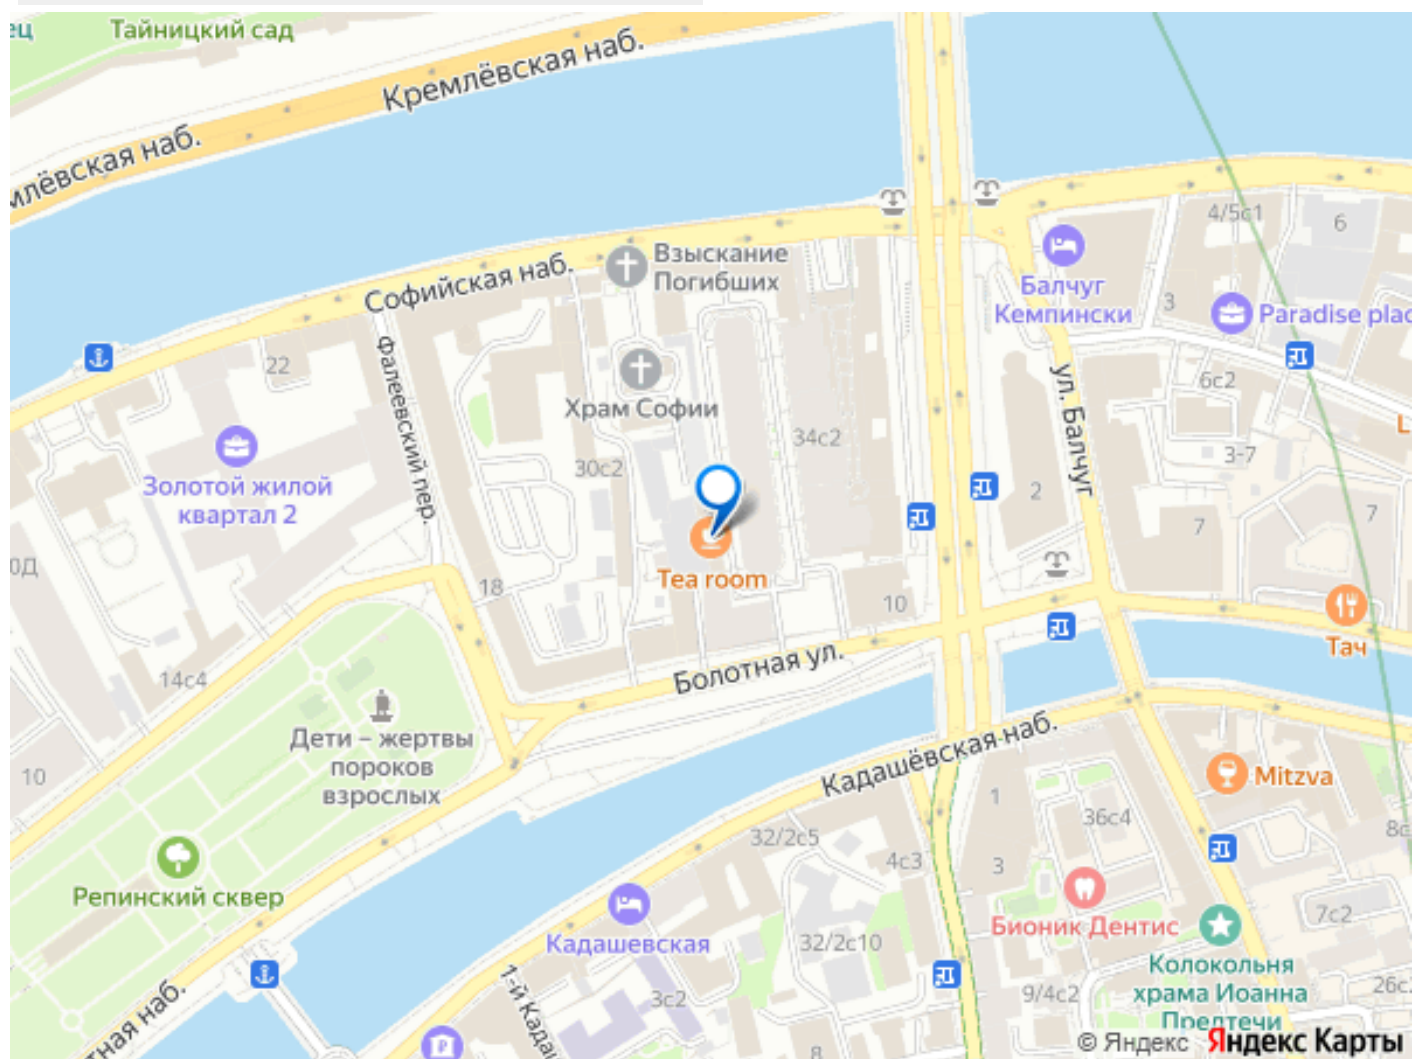 Тайницкий сад
Кремлёвская наб.
млёвская наб.
Взыскание
Погибших
Софийская наб.
4/5с1
6
Балчуг
Кемпински
3
Paradise plac
22
Фалеевский пер.
Храм Софии
ул. Балчуг
6с2
34с2
3-7
Золотой жилой
квартал 2
30с2
2
7
7
0Д
Tea room
18
10
Тач
14с4
Болотная ул.
Дети – жертвы
пороков
взрослых
10
Кадашёвская наб.
Mitzva
1
36с4
32/2с5
8с
4с3
3
Репинский сквер
Бионик Дентис
7с2
Кадашевская
32/2с10
Колокольня
храма Иоанна
Предтечи
1-й Кадаш
3с2
9/4с2
26с2
тная наб.
8
© Яндекс Яндекс Карты